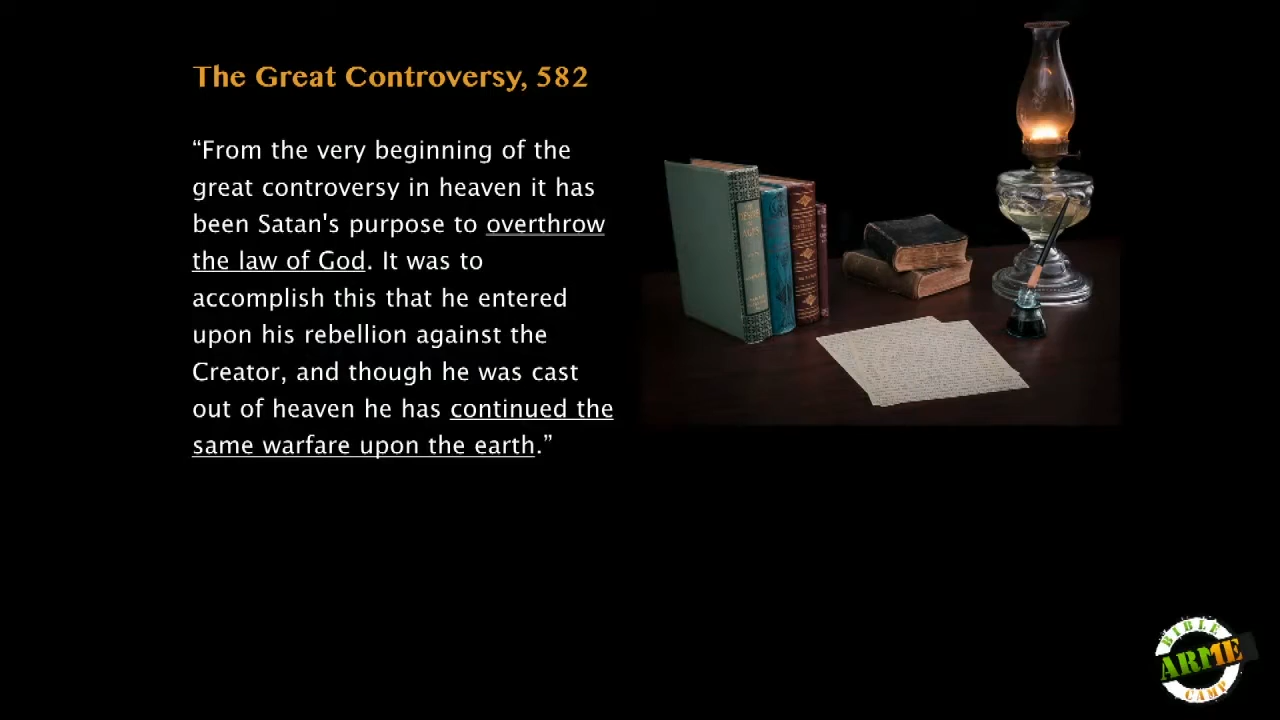 The Great Controversy, 582
“From the very beginning of the
great controversy in heaven it has
been Satan's purpose to overthrow
the law of God. It was to
accomplish this that he entered
upon his rebellion against the
Creator, and though he was cast
out of heaven he has continued the
same warfare upon the earth.”
BIBLE
ARME
CAMP